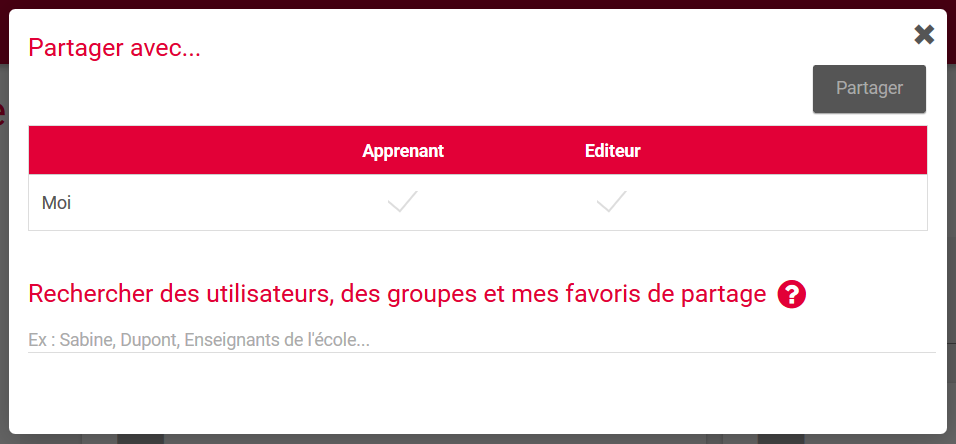 Partager avec...
Partager
Apprenant Editeur
Moi
Rechercher des utilisateurs, des groupes et mes favoris de partage ?
Ex : Sabine, Dupont, Enseignants de l'école...